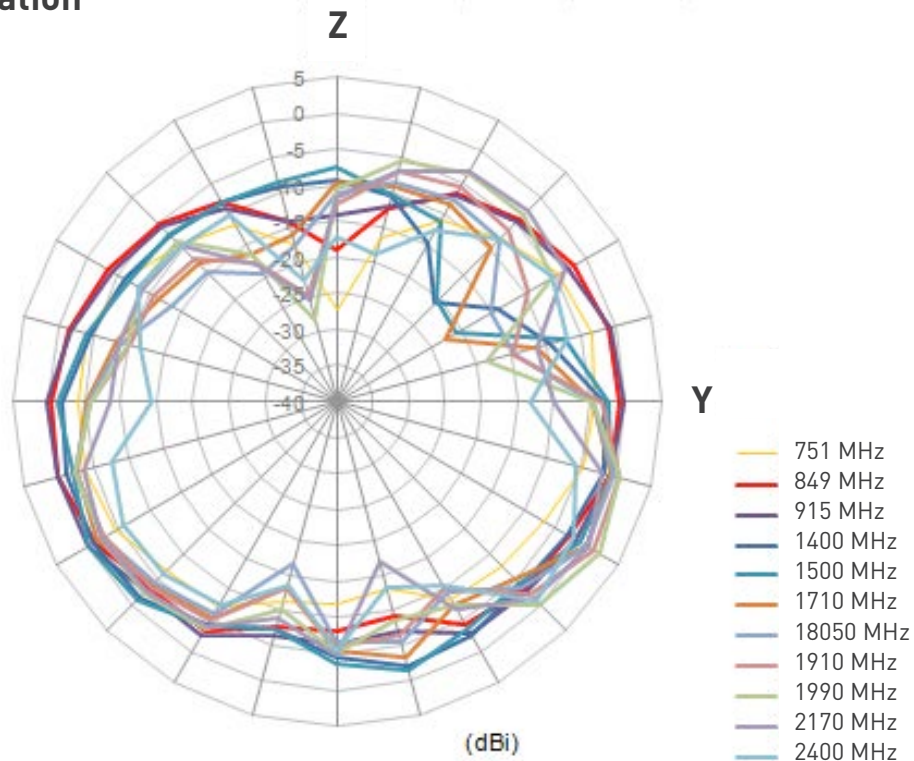 ation
Z
5
0
-5
-10
-15
-20
-25
-30
-35
-40
Y
751 MHz
849 MHz
915 MHz
1400 MHz
1500 MHz
1710 MHz
18050 MHz
1910 MHz
1990 MHz
2170 MHz
2400 MHz
(dBi)